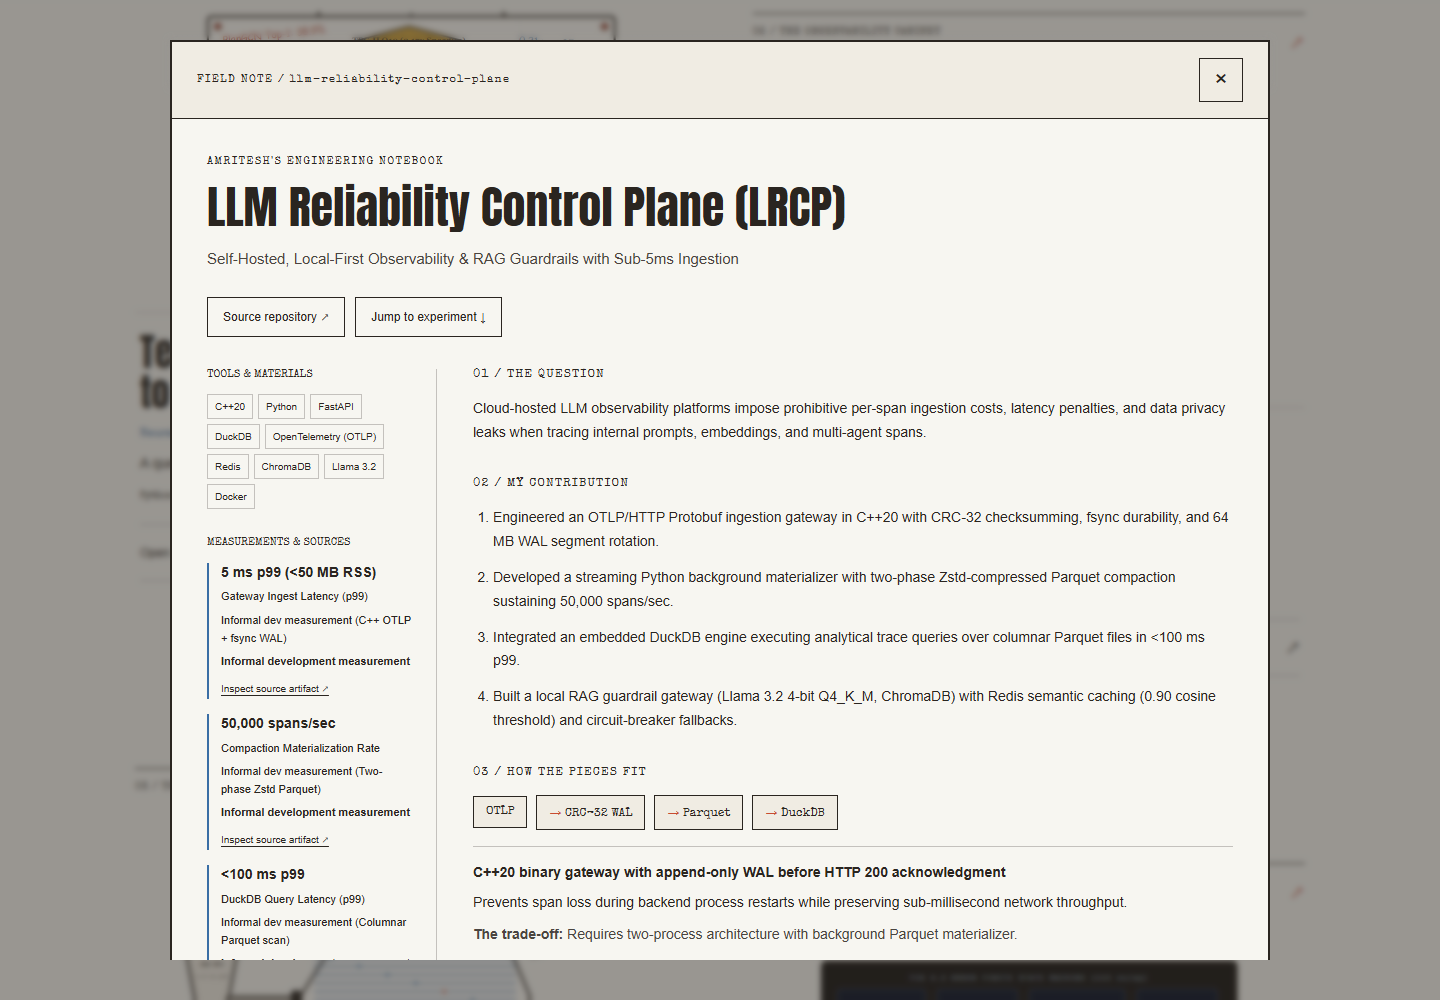 FIELD NOTE / llm-reliability-control-plane
×
AMRITESH'S ENGINEERING NOTEBOOK
LLM Reliability Control Plane (LRCP)
Self-Hosted, Local-First Observability & RAG Guardrails with Sub-5ms Ingestion
Source repository ↗
Jump to experiment ↓
TOOLS & MATERIALS
C++20 Python FastAPI
DuckDB OpenTelemetry (OTLP)
Redis ChromaDB Llama 3.2
Docker
MEASUREMENTS & SOURCES
5 ms p99 (<50 MB RSS)
Gateway Ingest Latency (p99)
Informal dev measurement (C++ OTLP
+ fsync WAL)
Informal development measurement
Inspect source artifact ↗
50,000 spans/sec
Compaction Materialization Rate
Informal dev measurement (Two-
phase Zstd Parquet)
Informal development measurement
Inspect source artifact ↗
<100 ms p99
DuckDB Query Latency (p99)
Informal dev measurement (Columnar
Parquet scan)
01 / THE QUESTION
Cloud-hosted LLM observability platforms impose prohibitive per-span ingestion costs, latency penalties, and data privacy
leaks when tracing internal prompts, embeddings, and multi-agent spans.
02 / MY CONTRIBUTION
1. Engineered an OTLP/HTTP Protobuf ingestion gateway in C++20 with CRC-32 checksumming, fsync durability, and 64
MB WAL segment rotation.
2. Developed a streaming Python background materializer with two-phase Zstd-compressed Parquet compaction
sustaining 50,000 spans/sec.
3. Integrated an embedded DuckDB engine executing analytical trace queries over columnar Parquet files in <100 ms
p99.
4. Built a local RAG guardrail gateway (Llama 3.2 4-bit Q4_K_M, ChromaDB) with Redis semantic caching (0.90 cosine
threshold) and circuit-breaker fallbacks.
03 / HOW THE PIECES FIT
OTLP → CRC-32 WAL → Parquet → DuckDB
C++20 binary gateway with append-only WAL before HTTP 200 acknowledgment
Prevents span loss during backend process restarts while preserving sub-millisecond network throughput.
The trade-off: Requires two-process architecture with background Parquet materializer.